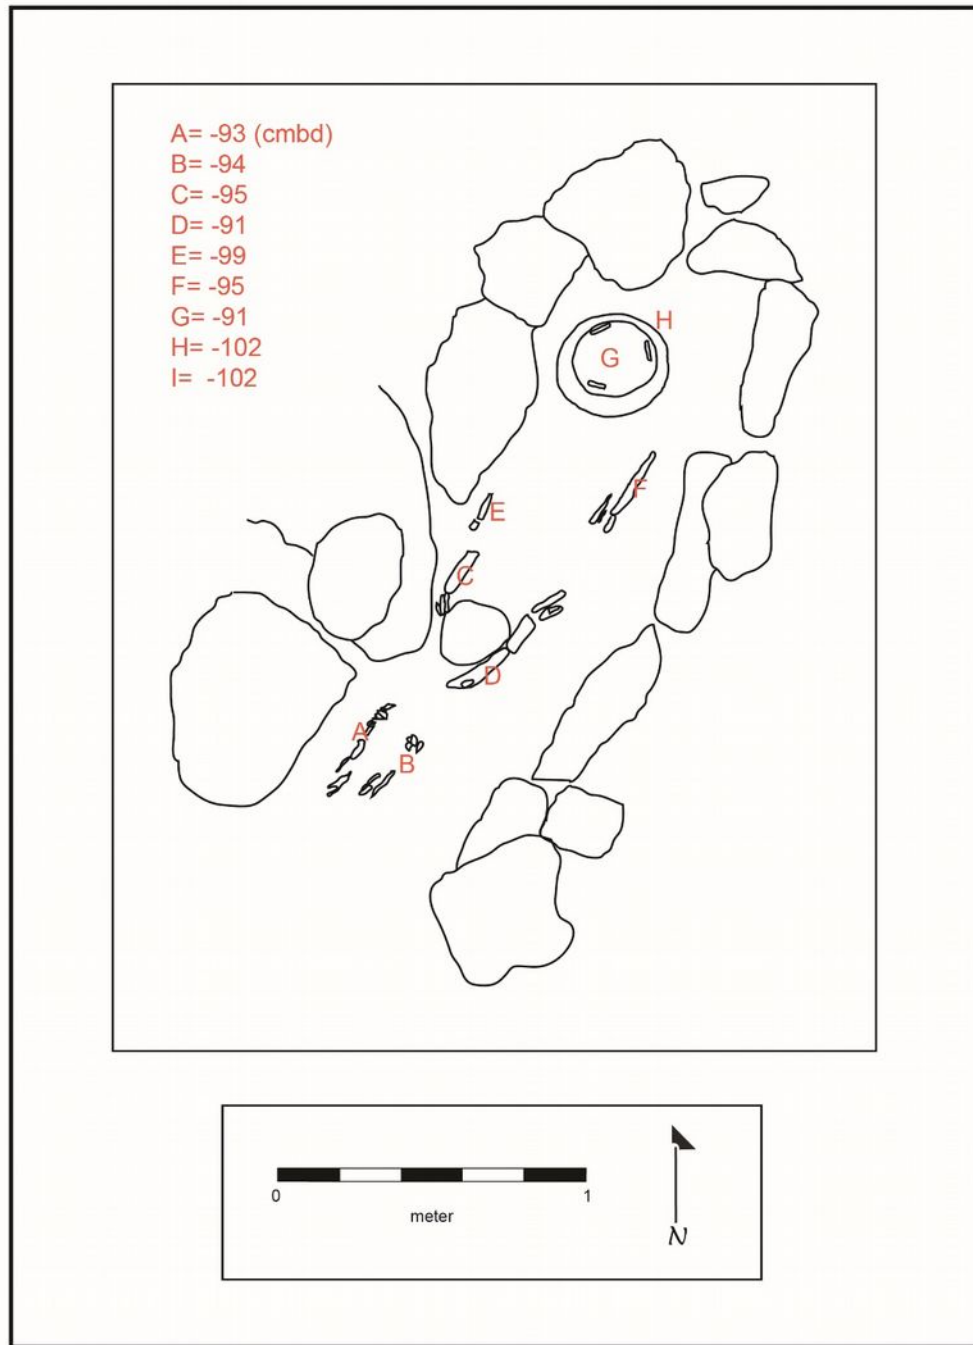 A= -93 (cmbd)
B= -94
C= -95
D= -91
E= -99
F= -95
G= -91
H= -102
I= -102
H
G
F
E
C
D
A
B
0
1
meter
N